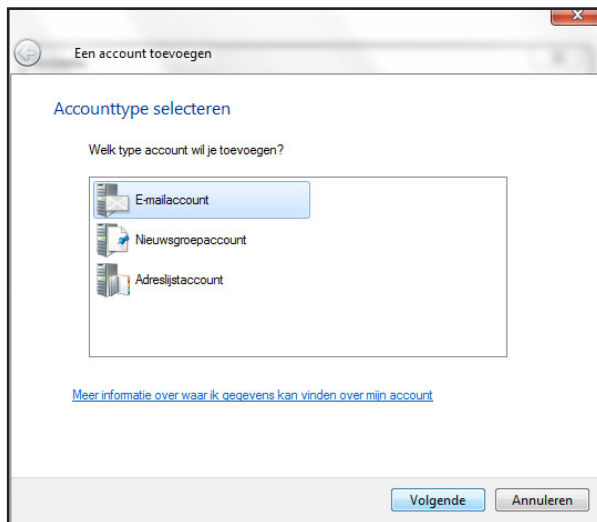 Een account toevoegen
Accounttype selecteren
Welk type account wil je toevoegen?
E-mailaccount
Nieuwsgroepaccount
Adreslijstaccount
Meer informatie over waar ik gegevens kan vinden over mijn account
Volgende
Annuleren